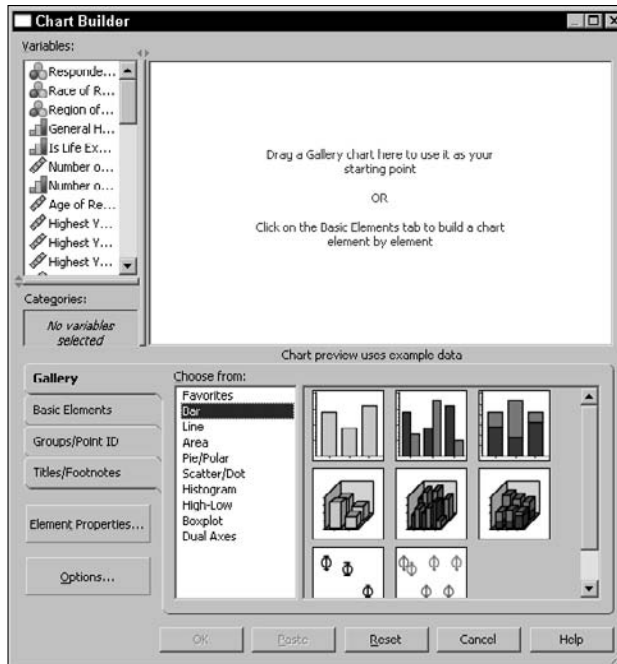 Chart Builder
Variables:
Responde...
Race of R...
Region of...
General H...
Is Life Ex...
Number o...
Number o...
Age of Re...
Highest Y...
Highest Y...
Highest Y...
Drag a Gallery chart here to use it as your
starting point
OR
Click on the Basic Elements tab to build a chart
element by element
Categories:
No variables
selected
Chart preview uses example data
Gallery
Basic Elements
Groups/Point ID
Titles/Footnotes
Element Properties...
Options...
Choose from:
Favorites
Bar
Line
Area
Pie/Polar
Scatter/Dot
Histogram
High-Low
Boxplot
Dual Axes
OK
Paste
Reset
Cancel
Help